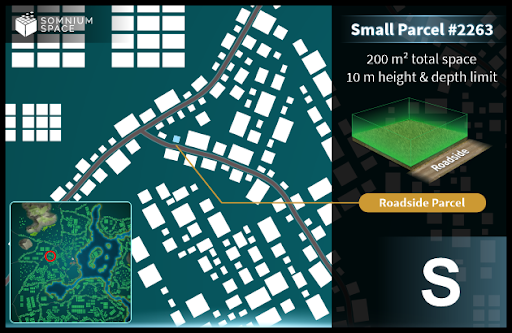 SOMNIUM
SPACE
Small Parcel #2263
200 m² total space
10 m height & depth limit
Roadside
Roadside Parcel
S